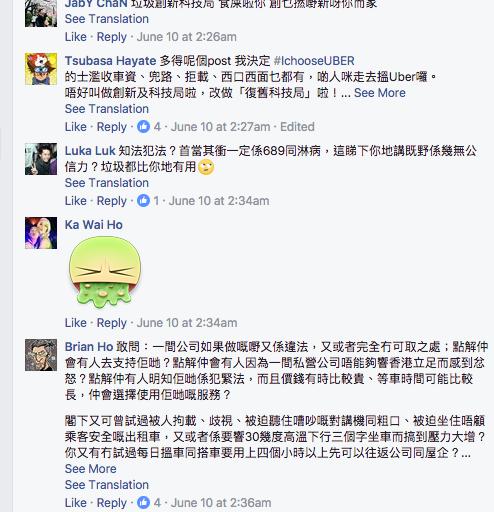 JabY ChaN 垃圾創新科技局 食屎啦你 創乜撚嘢新呀你而家
See Translation
Like · Reply · June 10 at 2:26am
Tsubasa Hayate 多得呢個post 我決定 #IchooseUBER
的士濫收車資、兜路、拒載、西口西面乜都有，啲人咪走去搵Uber囉。
唔好叫做創新及科技局啦，改做「復舊科技局」啦！... See More
See Translation
Like · Reply · 4 · June 10 at 2:27am · Edited
Luka Luk 知法犯法？首當其衝一定係689同淋病，這睇下你地講既野係幾無公
信力？垃圾都比你地有用
See Translation
Like · Reply · 1 · June 10 at 2:34am
Ka Wai Ho
Like · Reply · June 10 at 2:34am
Brian Ho 敢問：一間公司如果做嘅嘢又係違法，又或者完全冇可取之處；點解仲
會有人去支持佢哋？點解仲會有人因為一間私營公司唔能夠響香港立足而感到忿
怒？點解仲有人明知佢哋係犯緊法，而且價錢有時比較貴、等車時間可能比較
長，仲會選擇使用佢哋嘅服務？
閣下又可曾試過被人拘載、歧視、被迫聽住嘈吵嘅對講機同粗口、被迫坐住唔顧
乘客安全嘅出租車，又或者係要響30幾度高溫下行三個字坐車而搞到壓力大增？
你又有冇試過每日搵車同搭車要用上四個小時以上先可以往返公司同屋企？...
See More
See Translation
Like · Reply · 4 · June 10 at 2:36am